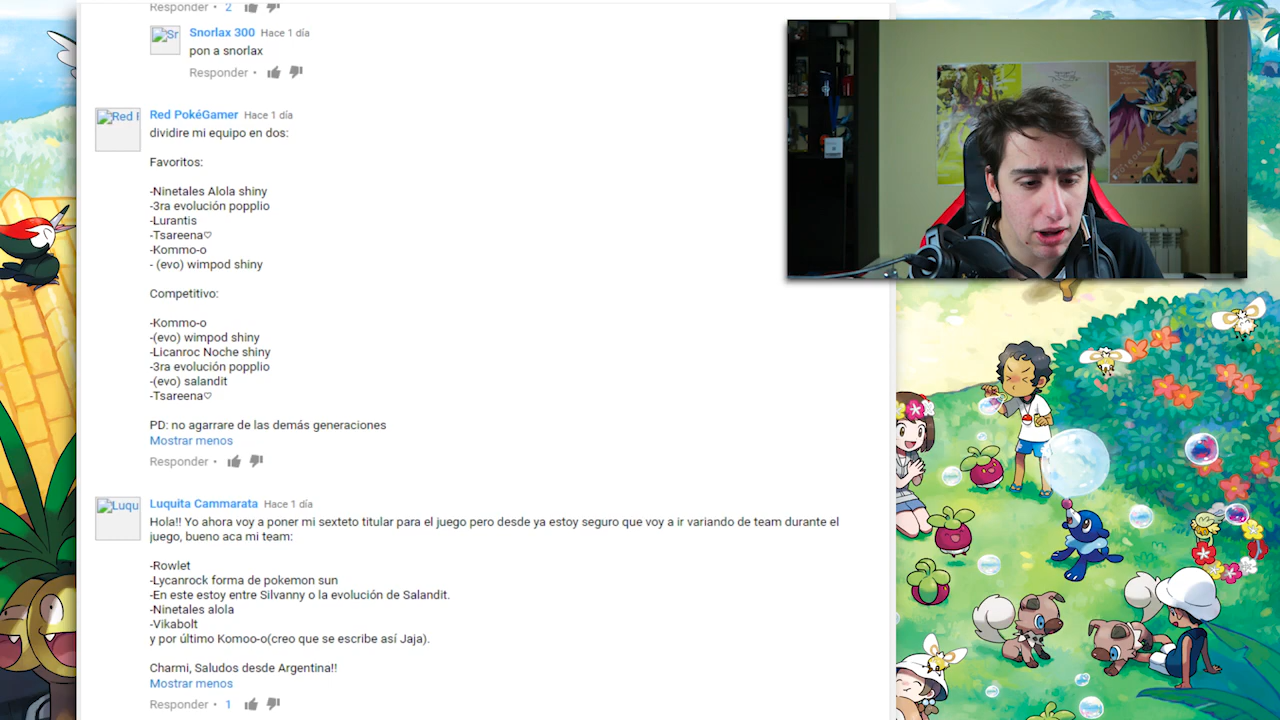 Responder • 2
Sr
Snorlax 300 Hace 1 día
pon a snorlax
Responder •
Red F
Red PokéGamer Hace 1 día
dividire mi equipo en dos:
Favoritos:
-Ninetales Alola shiny
-3ra evolución popplio
-Lurantis
-Tsareena♡
-Kommo-o
- (evo) wimpod shiny
Competitivo:
-Kommo-o
-(evo) wimpod shiny
-Licanroc Noche shiny
-3ra evolución popplio
-(evo) salandit
-Tsareena♡
PD: no agarrare de las demás generaciones
Mostrar menos
Responder •
Luqu
Luquita Cammarata Hace 1 día
Hola!! Yo ahora voy a poner mi sexteto titular para el juego pero desde ya estoy seguro que voy a ir variando de team durante el
juego, bueno aca mi team:
-Rowlet
-Lycanrock forma de pokemon sun
-En este estoy entre Silvanny o la evolución de Salandit.
-Ninetales alola
-Vikabolt
y por último Komoo-o(creo que se escribe así Jaja).
Charmi, Saludos desde Argentina!!
Mostrar menos
Responder • 1